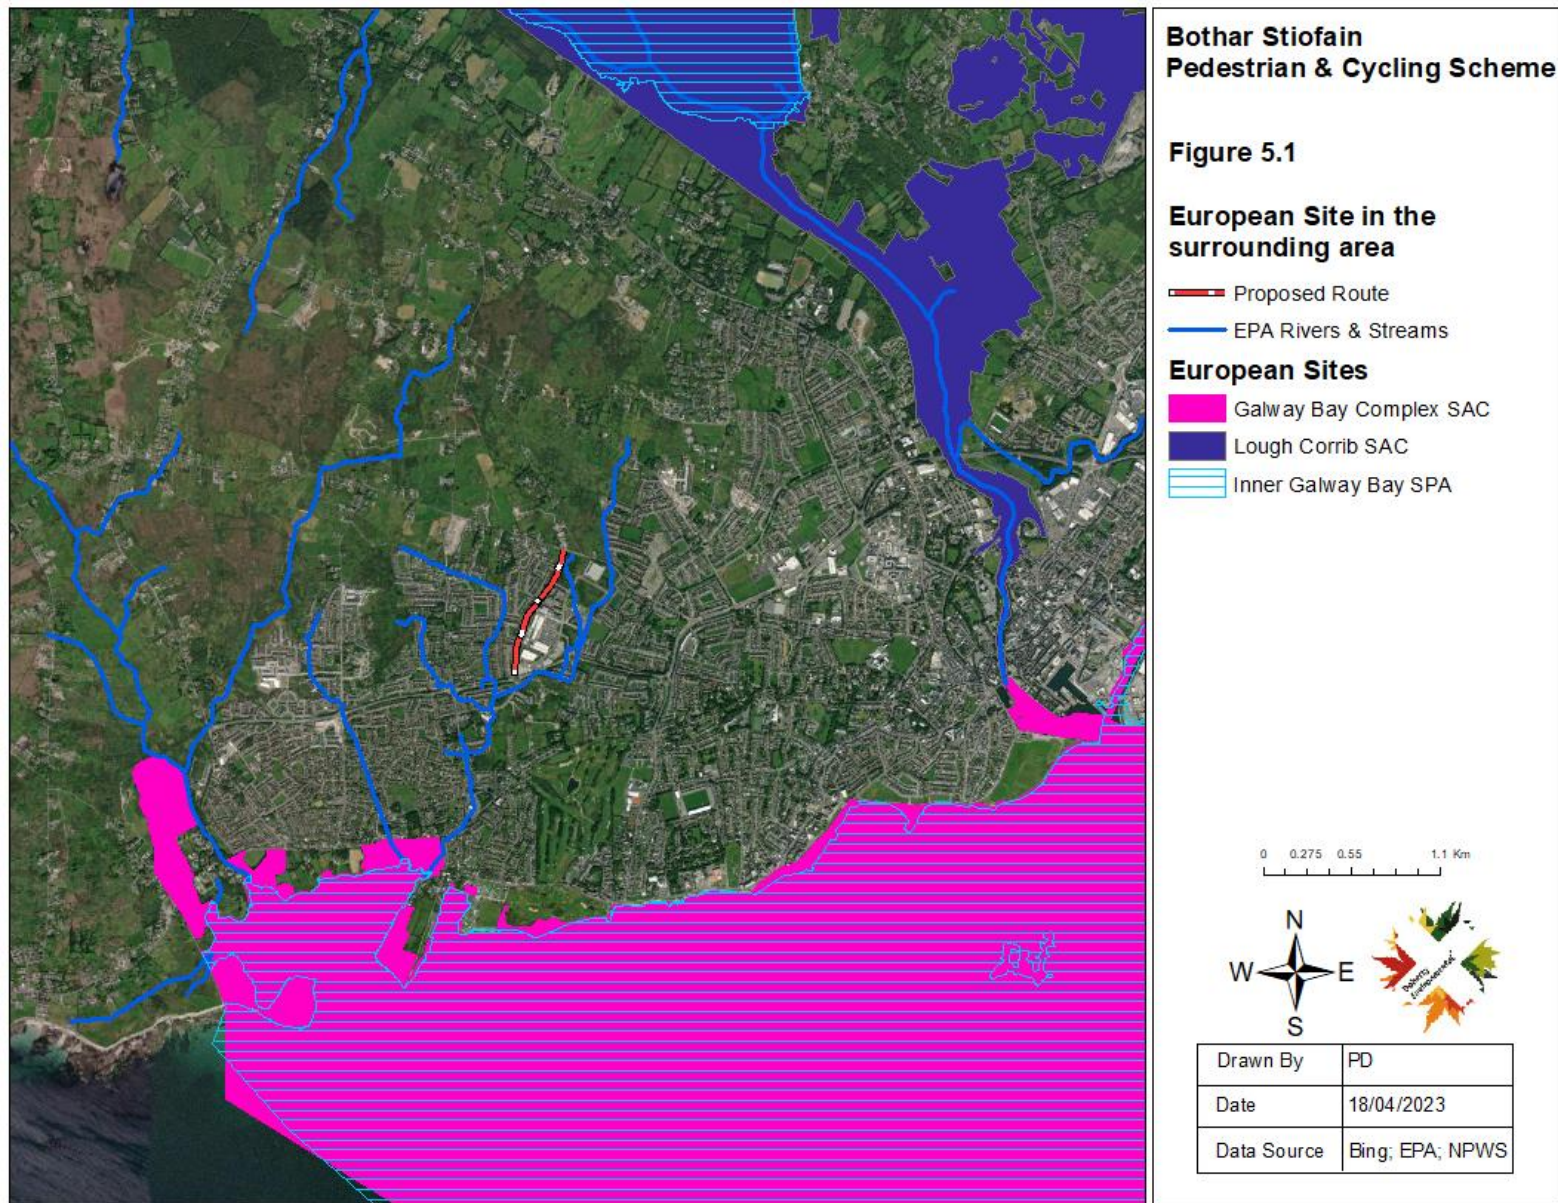 Bothar Stiofain
Pedestrian & Cycling Scheme
Figure 5.1
European Site in the
surrounding area
Proposed Route
EPA Rivers & Streams
European Sites
Galway Bay Complex SAC
Lough Corrib SAC
Inner Galway Bay SPA
0 0.275 0.55 1.1 Km
N
W E
S
Doherty
Environmental
Drawn By PD
Date 18/04/2023
Data Source Bing; EPA; NPWS